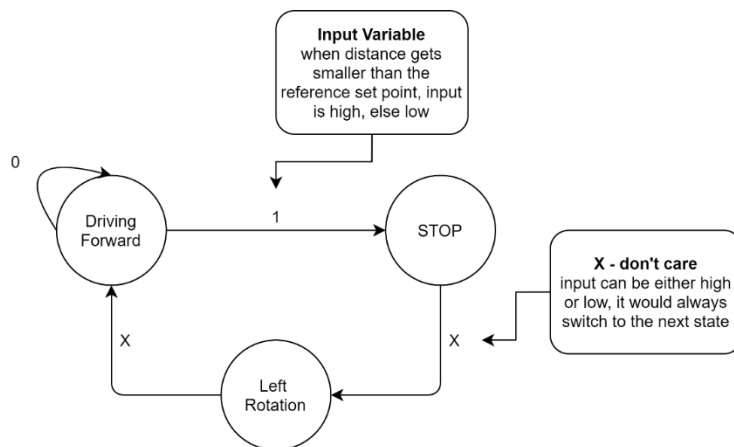 Input Variable
when distance gets
smaller than the
reference set point, input
is high, else low
0
Driving
Forward
1
STOP
X - don't care
input can be either high
or low, it would always
switch to the next state
X
X
Left
Rotation